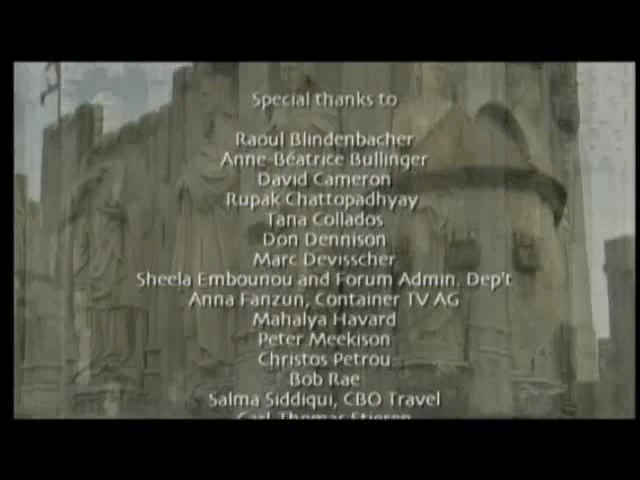 Special thanks to
Raoul Blindenbacher
Anne-Béatrice Bullinger
David Cameron
Rupak Chattopadhyay
Tana Collados
Don Dennison
Marc Devisscher
Sheela Embounou and Forum Admin. Dep't
Anna Fanzun, Container TV AG
Mahalya Havard
Peter Meekison
Christos Petrou
Bob Rae
Salma Siddiqui, CBO Travel
Carl Thomas